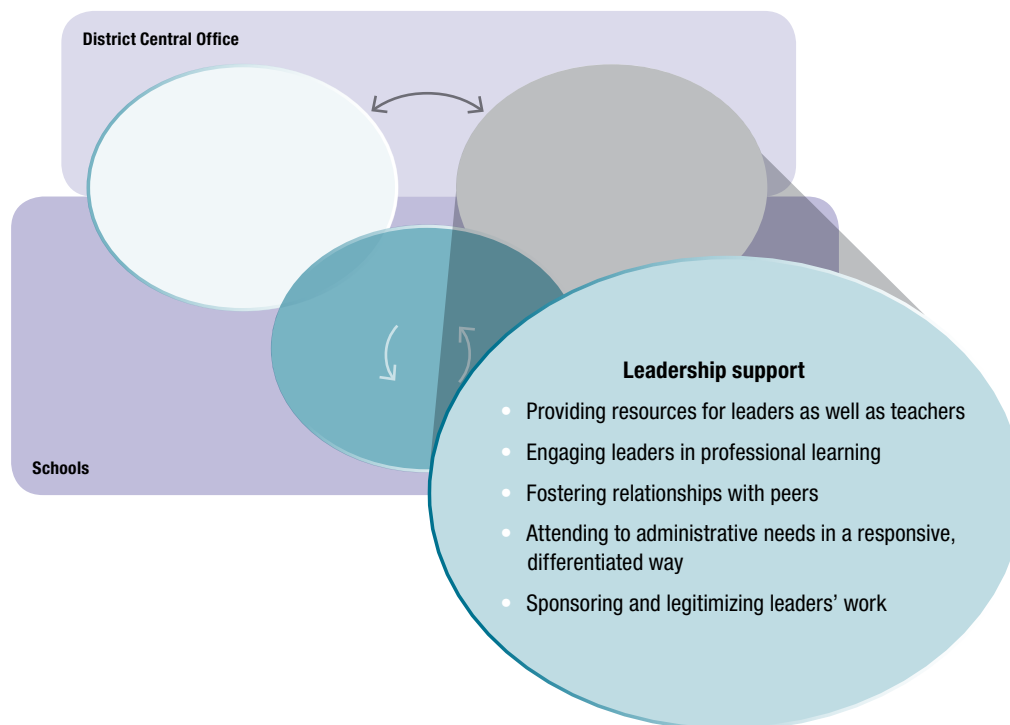 District Central Office
Schools
Leadership support
• Providing resources for leaders as well as teachers
• Engaging leaders in professional learning
• Fostering relationships with peers
• Attending to administrative needs in a responsive,
differentiated way
• Sponsoring and legitimizing leaders’ work